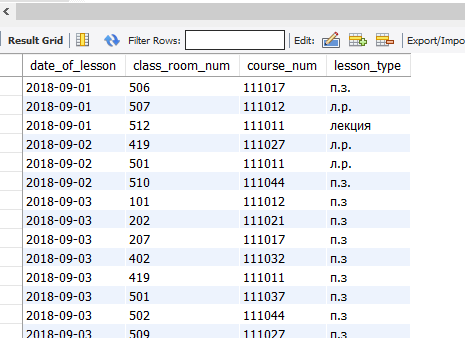 Result Grid Filter Rows: Edit: Export/Impo
date_of_lesson class_room_num course_num lesson_type
2018-09-01 506 111017 п.з.
2018-09-01 507 111012 л.р.
2018-09-01 512 111011 лекция
2018-09-02 419 111027 л.р.
2018-09-02 501 111011 л.р.
2018-09-02 510 111044 п.з.
2018-09-03 101 111012 п.з
2018-09-03 202 111021 п.з
2018-09-03 207 111017 п.з
2018-09-03 402 111032 п.з
2018-09-03 419 111011 п.з
2018-09-03 501 111037 п.з
2018-09-03 502 111044 п.з
2018-09-03 509 111027 п.з